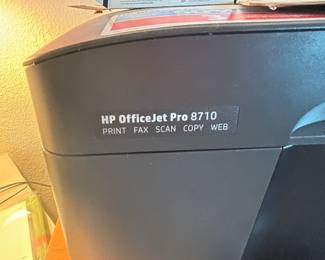 HP OfficeJet Pro 8710
PRINT FAX SCAN COPY WEB